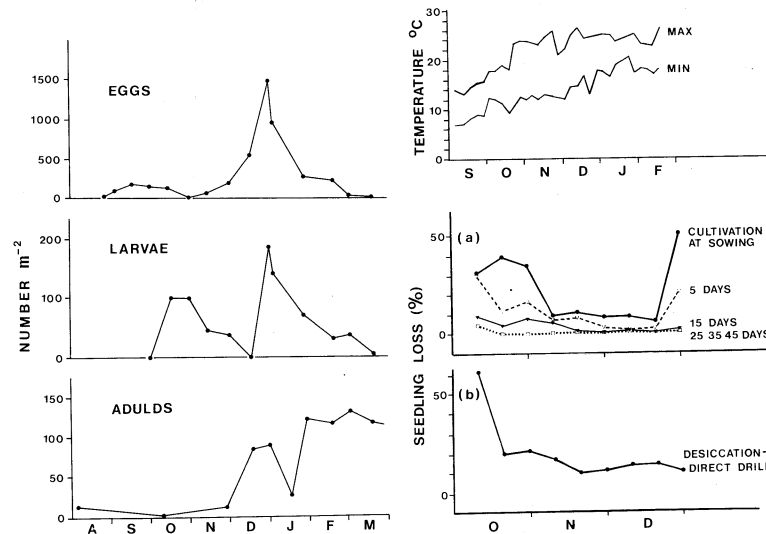 NUMBER m⁻²
EGGS
1500
1000
500
0
LARVAE
200
100
0
ADULDS
150
100
50
0
A S O N D J F M
TEMPERATURE °C
30
20
10
0
MAX
MIN
S O N D J F
SEEDLING LOSS (%)
(a)
50
0
CULTIVATION
AT SOWING
5 DAYS
15 DAYS
25 35 45 DAYS
(b)
50
0
DESICCATION-
DIRECT DRILL
O N D